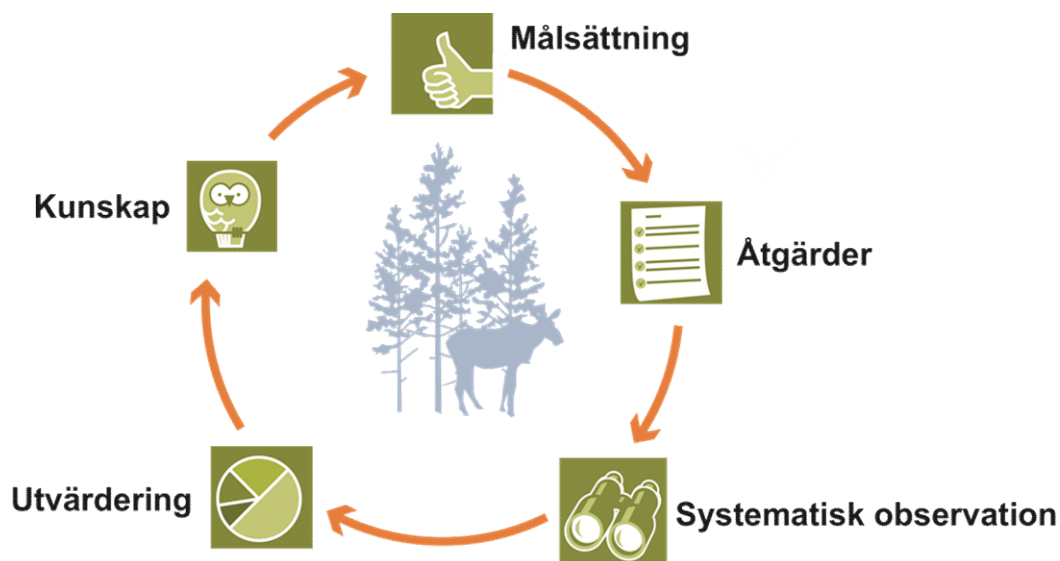 Målsättning
Åtgärder
Systematisk observation
Utvärdering
Kunskap